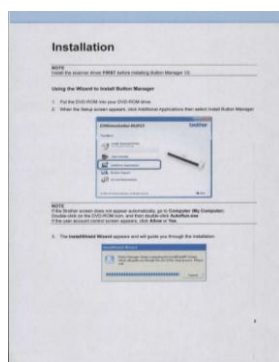 Installation
NOTE
Install the scanner driver FIRST before installing Button Manager V2.
Using the Wizard to Install Button Manager
1. Put the DVD-ROM into your DVD-ROM drive.
2. When the Setup screen appears, click Additional Applications then select Install Button Manager.
brother
NOTE
If the Brother screen does not appear automatically, go to Computer (My Computer),
Double click on the DVD-ROM icon, and then double click AutoRun.exe
If the user account control screen appears, click Allow or Yes.
3. The InstallShield Wizard appears and will guide you through the installation.
InstallShield Wizard
Cancel